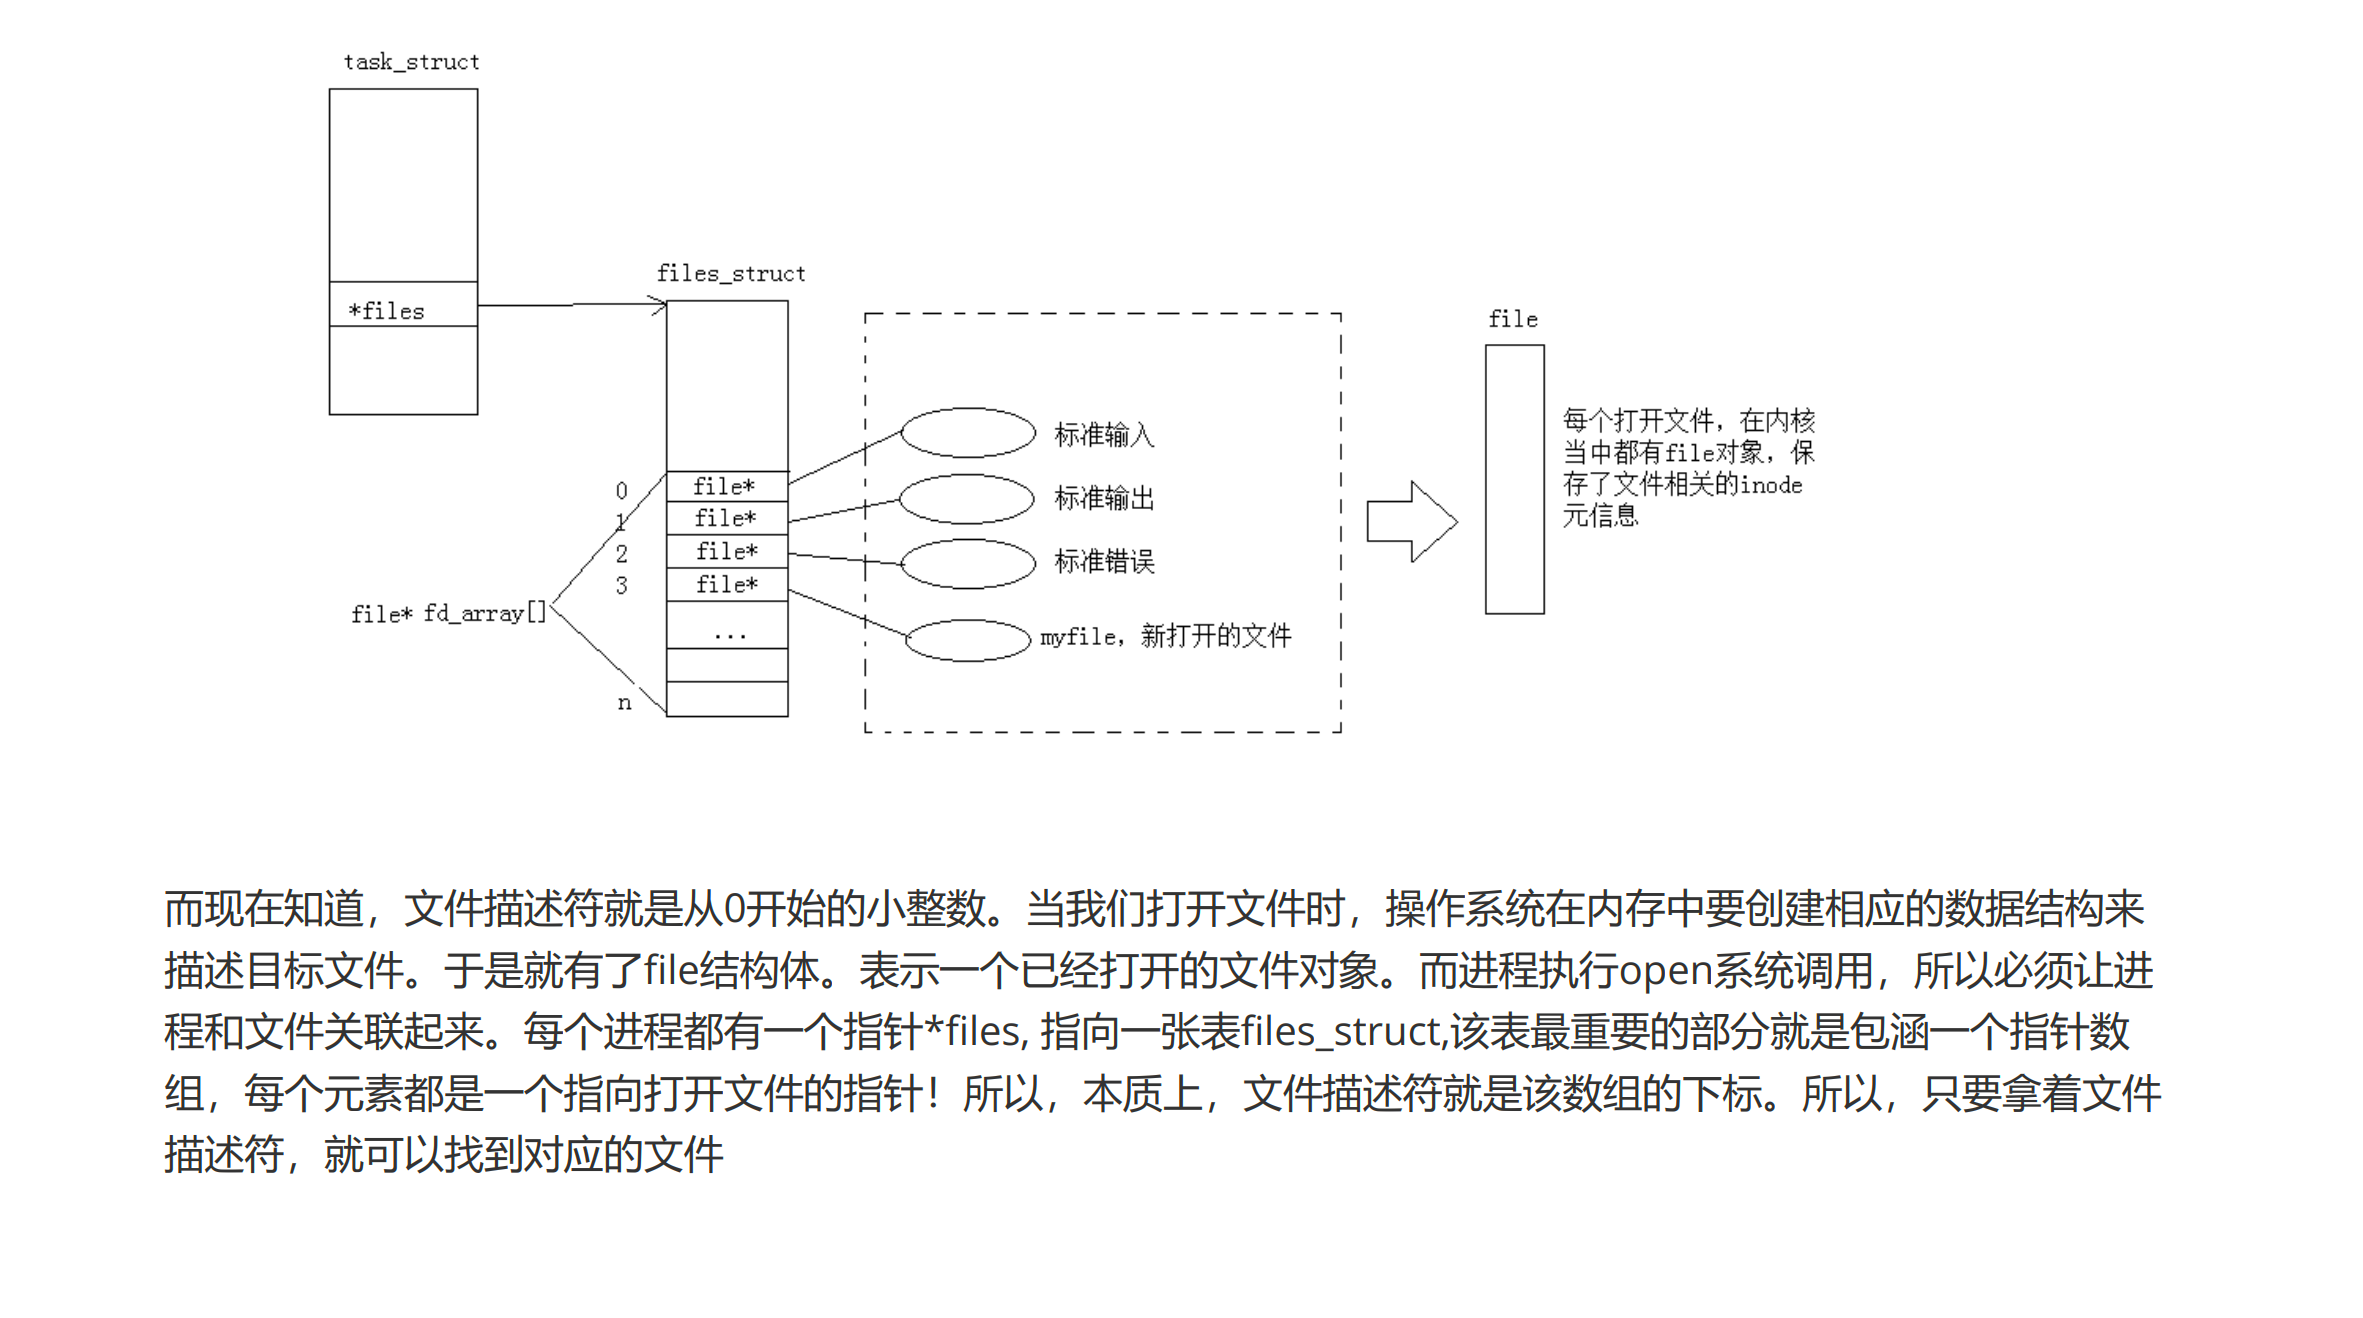 task_struct
*files
files_struct
file* fd_array[]
0
1
2
3
n
file*
file*
file*
file*
...
标准输入
标准输出
标准错误
myfile，新打开的文件
file
每个打开文件，在内核
当中都有file对象，保
存了文件相关的inode
元信息
而现在知道，文件描述符就是从0开始的小整数。当我们打开文件时，操作系统在内存中要创建相应的数据结构来
描述目标文件。于是就有了file结构体。表示一个已经打开的文件对象。而进程执行open系统调用，所以必须让进
程和文件关联起来。每个进程都有一个指针*files, 指向一张表files_struct,该表最重要的部分就是包涵一个指针数
组，每个元素都是一个指向打开文件的指针！所以，本质上，文件描述符就是该数组的下标。所以，只要拿着文件
描述符，就可以找到对应的文件